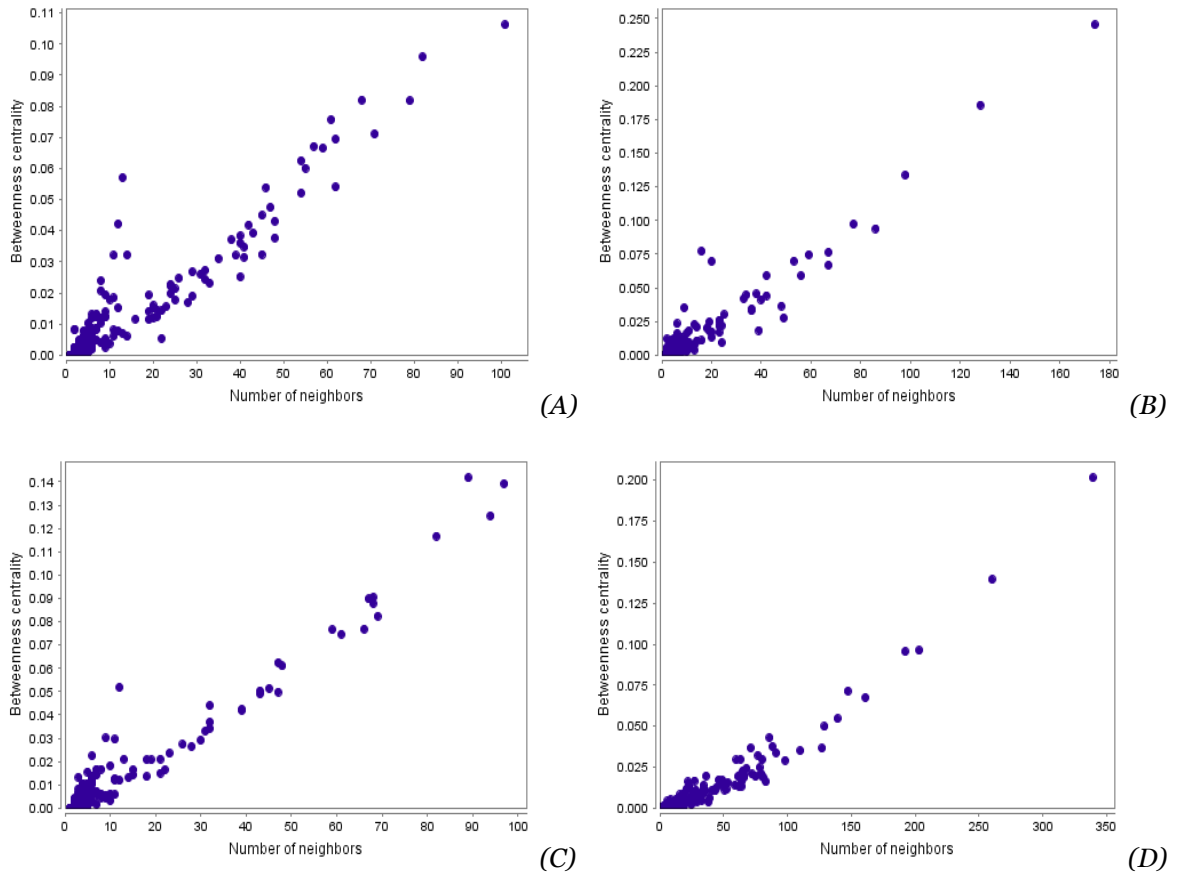 0.11
0.10
0.09
0.08
0.07
0.06
0.05
0.04
0.03
0.02
0.01
0.00
Betweenness centrality
0 10 20 30 40 50 60 70 80 90 100
Number of neighbors
(A)
0.250
0.225
0.200
0.175
0.150
0.125
0.100
0.075
0.050
0.025
0.000
Betweenness centrality
0 20 40 60 80 100 120 140 160 180
Number of neighbors
(B)
0.14
0.13
0.12
0.11
0.10
0.09
0.08
0.07
0.06
0.05
0.04
0.03
0.02
0.01
0.00
Betweenness centrality
0 10 20 30 40 50 60 70 80 90 100
Number of neighbors
(C)
0.200
0.175
0.150
0.125
0.100
0.075
0.050
0.025
0.000
Betweenness centrality
0 50 100 150 200 250 300 350
Number of neighbors
(D)